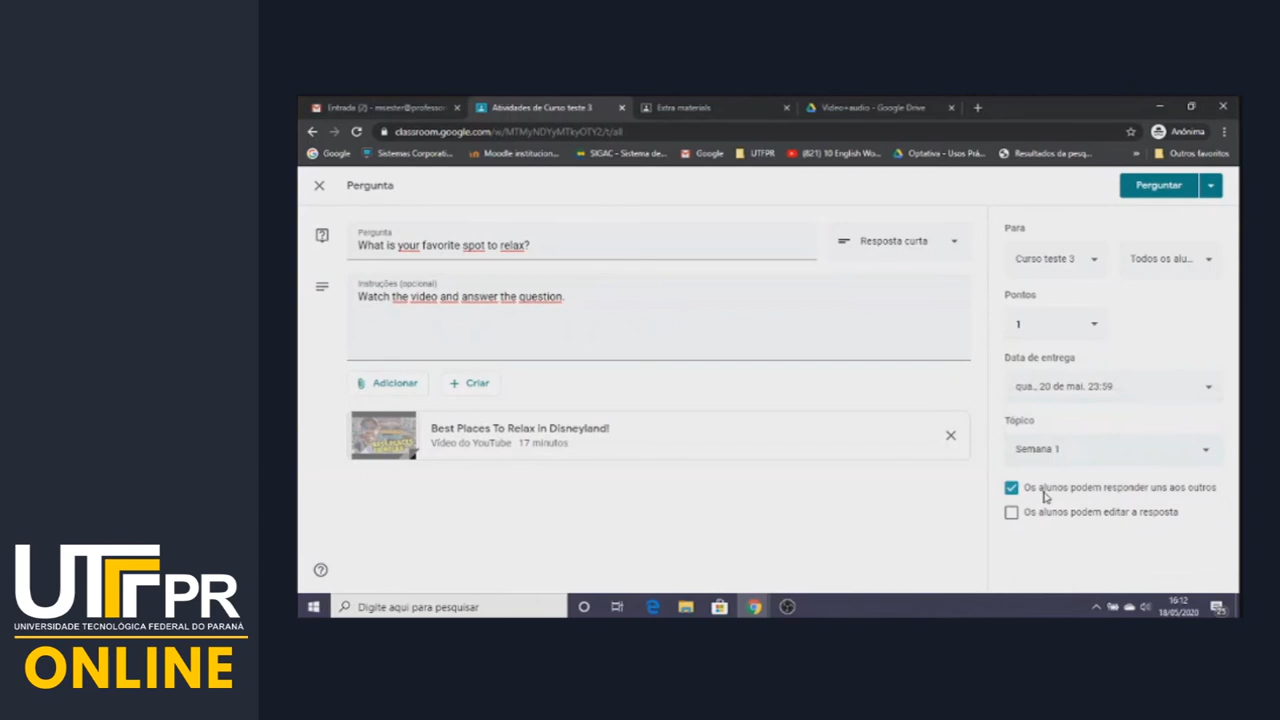 Entrada (2) - msester@professor
Atividades de Curso teste 3
Extra materials
Video+audio - Google Drive
classroom.google.com/w/MTMyNDYyMTkyOTY2/t/all
Anônima
Google
Sistemas Corporati...
Moodle institucion...
SIGAC - Sistema de...
Google
UTFPR
(821) 10 English Wo...
Optativa - Usos Prá...
Resultados da pesq...
»
Outros favoritos
Pergunta
Perguntar
Pergunta
What is your favorite spot to relax?
Resposta curta
Instruções (opcional)
Watch the video and answer the question.
Adicionar
Criar
Best Places To Relax in Disneyland!
Vídeo do YouTube 17 minutos
Para
Curso teste 3
Todos os alu...
Pontos
1
Data de entrega
qua., 20 de mai. 23:59
Tópico
Semana 1
Os alunos podem responder uns aos outros
Os alunos podem editar a resposta
Digite aqui para pesquisar
16:12
18/05/2020
UTFPR
UNIVERSIDADE TECNOLÓGICA FEDERAL DO PARANÁ
ONLINE